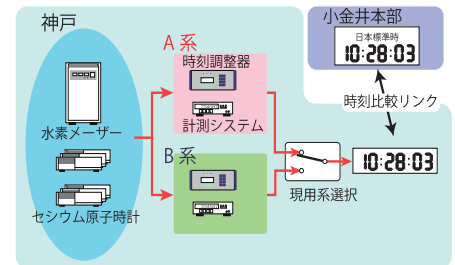 神戸
小金井本部
日本標準時
10:28:03
A系
時刻調整器
時刻比較リンク
水素メーザー
計測システム
B系
10:28:03
現用系選択
セシウム原子時計